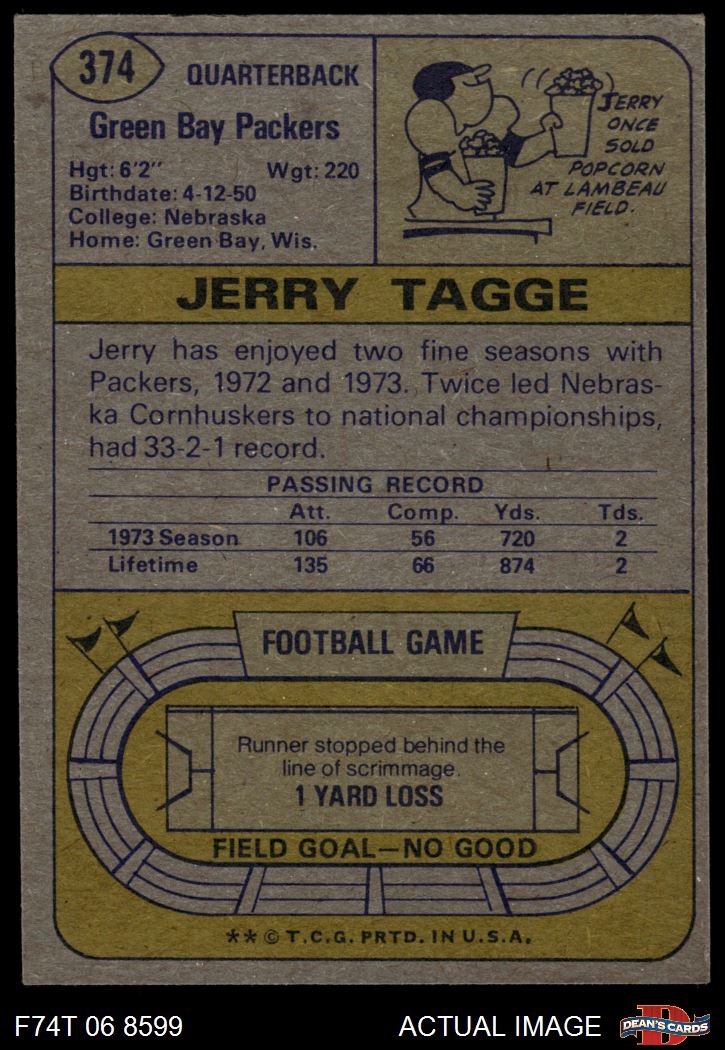 374
QUARTERBACK
Green Bay Packers
Hgt: 6'2" Wgt: 220
Birthdate: 4-12-50
College: Nebraska
Home: Green Bay, Wis.
JERRY
ONCE
SOLD
POPCORN
AT LAMBEAU
FIELD.
JERRY TAGGE
Jerry has enjoyed two fine seasons with
Packers, 1972 and 1973. Twice led Nebras-
ka Cornhuskers to national championships,
had 33-2-1 record.
PASSING RECORD
Att. Comp. Yds. Tds.
1973 Season 106 56 720 2
Lifetime 135 66 874 2
FOOTBALL GAME
Runner stopped behind the
line of scrimmage.
1 YARD LOSS
FIELD GOAL—NO GOOD
** © T.C.G. PRTD. IN U.S.A.
F74T 06 8599 ACTUAL IMAGE
D
DEAN'S CARDS